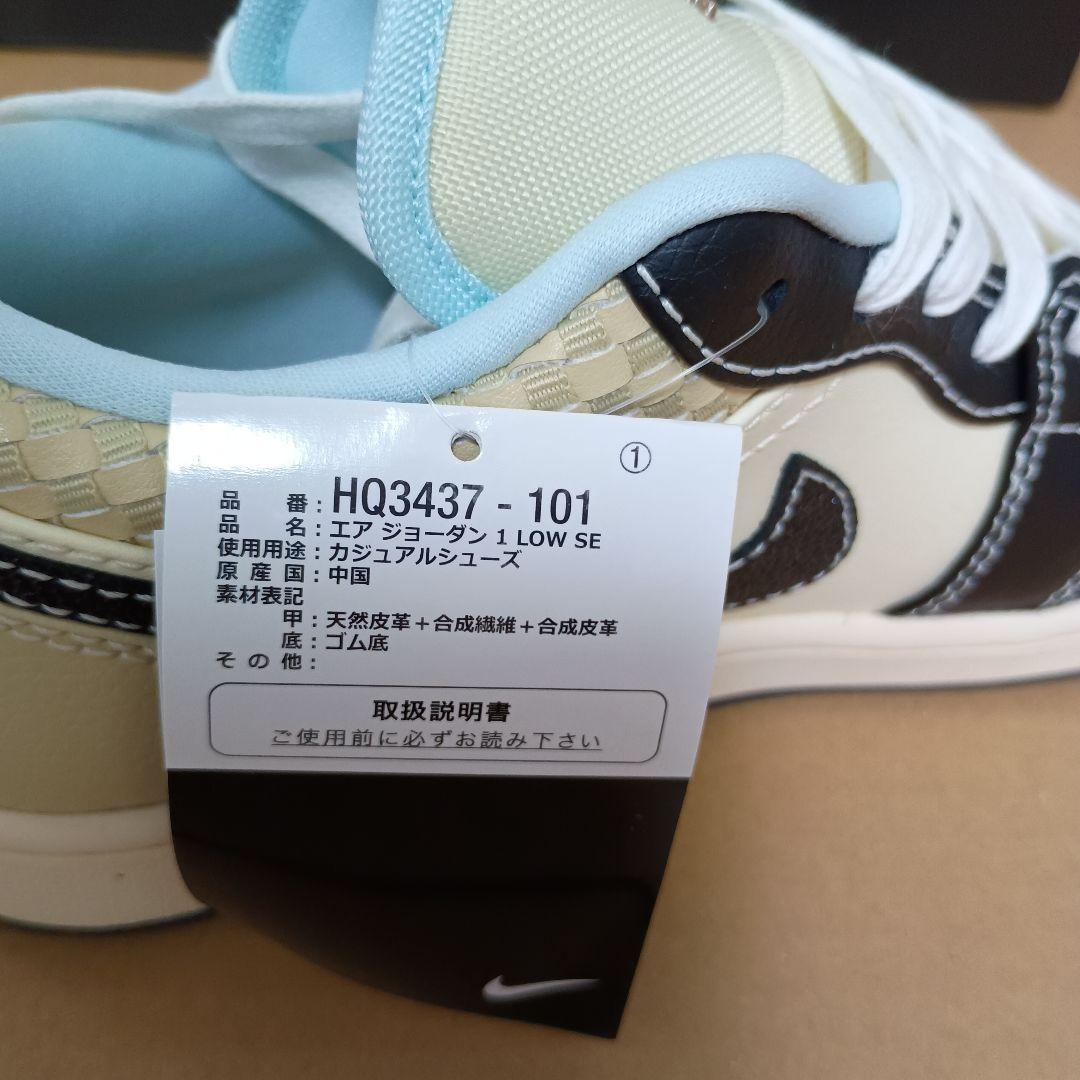 ①
品番：HQ3437 - 101
品名：エア ジョーダン 1 LOW SE
使用用途：カジュアルシューズ
原産国：中国
素材表記
甲：天然皮革＋合成繊維＋合成皮革
底：ゴム底
その他：
取扱説明書
ご使用前に必ずお読み下さい